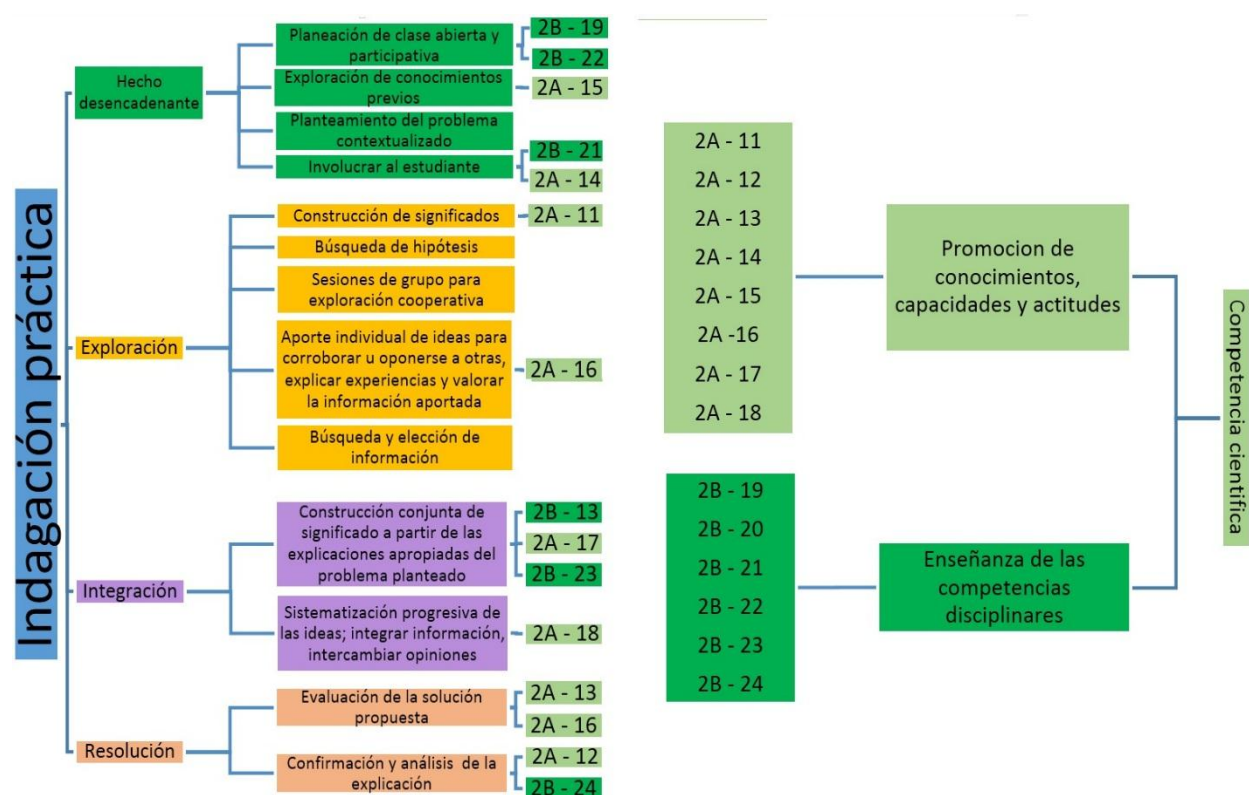 Indagación práctica
Hecho
desencadenante
Planeación de clase abierta y
participativa
2B - 19
2B - 22
Exploración de conocimientos
previos
2A - 15
Planteamiento del problema
contextualizado
Involucrar al estudiante
2B - 21
2A - 14
Exploración
Construcción de significados
2A - 11
Búsqueda de hipótesis
Sesiones de grupo para
exploración cooperativa
Aporte individual de ideas para
corroborar u oponerse a otras,
explicar experiencias y valorar
la información aportada
2A - 16
Búsqueda y elección de
información
Integración
Construcción conjunta de
significado a partir de las
explicaciones apropiadas del
problema planteado
2B - 13
2A - 17
2B - 23
Sistematización progresiva de
las ideas; integrar información,
intercambiar opiniones
2A - 18
Resolución
Evaluación de la solución
propuesta
2A - 13
2A - 16
Confirmación y análisis de la
explicación
2A - 12
2B - 24
2A - 11
2A - 12
2A - 13
2A - 14
2A - 15
2A -16
2A - 17
2A - 18
Promocion de
conocimientos,
capacidades y actitudes
2B - 19
2B - 20
2B - 21
2B - 22
2B - 23
2B - 24
Enseñanza de las
competencias
disciplinares
Competencia cientifica